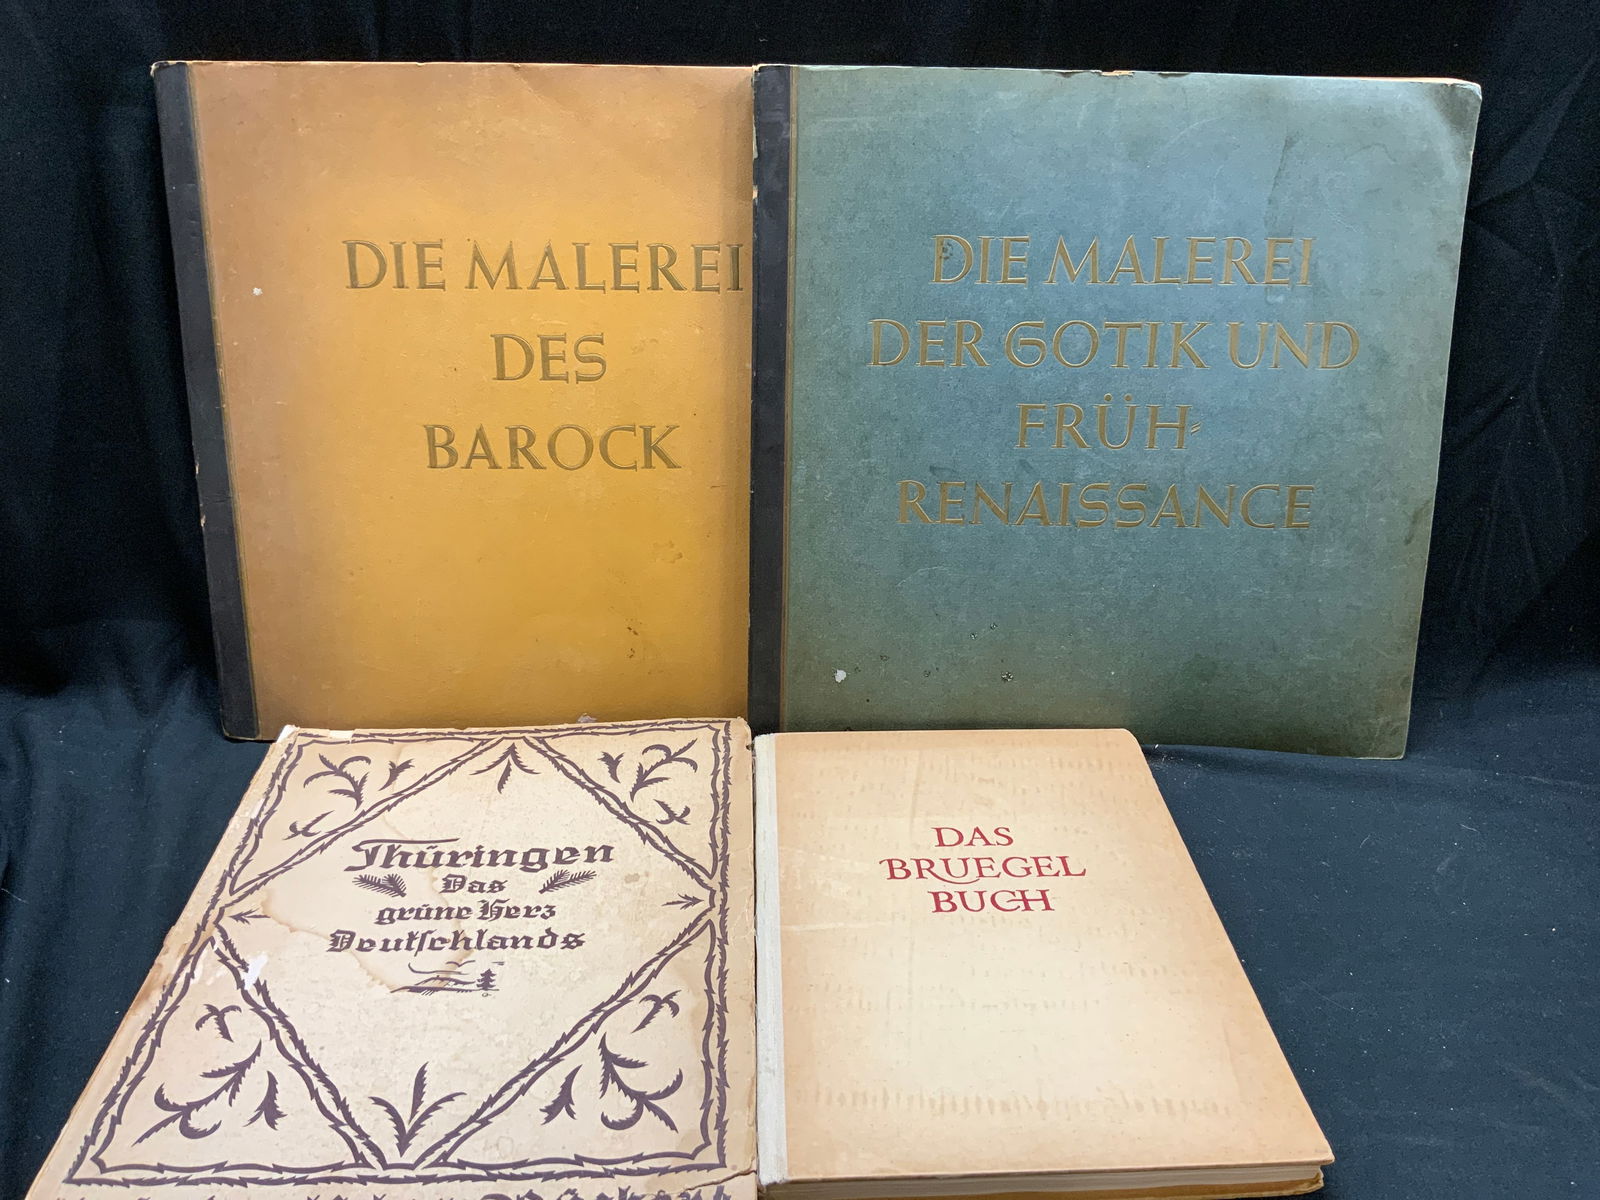 DIE MALEREI
DES
BAROCK
DIE MALEREI
DER GOTIK UND
FRÜH=
RENAISSANCE
Thüringen
Das
grüne Herz
Deutschlands
DAS
BRUEGEL
BUCH